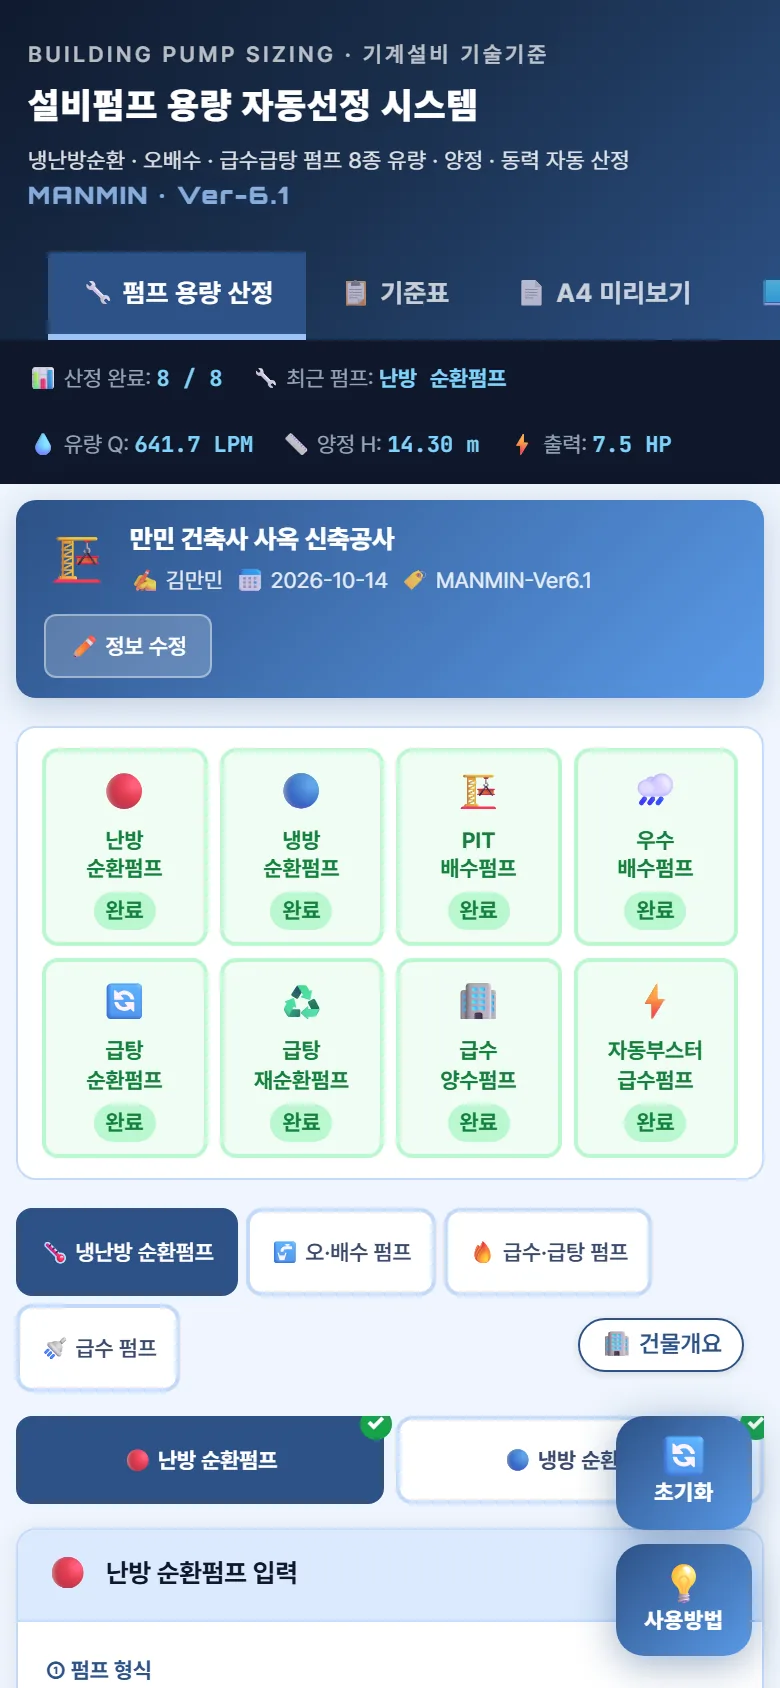 BUILDING PUMP SIZING · 기계설비 기술기준
설비펌프 용량 자동선정 시스템
냉난방순환 · 오배수 · 급수급탕 펌프 8종 유량 · 양정 · 동력 자동 산정
MANMIN · Ver-6.1
펌프 용량 산정 기준표 A4 미리보기
산정 완료: 8 / 8 최근 펌프: 난방 순환펌프
유량 Q: 641.7 LPM 양정 H: 14.30 m 출력: 7.5 HP
만민 건축사 사옥 신축공사
김만민 2026-10-14 MANMIN-Ver6.1
정보 수정
난방
순환펌프
완료
냉방
순환펌프
완료
PIT
배수펌프
완료
우수
배수펌프
완료
급탕
순환펌프
완료
급탕
재순환펌프
완료
급수
양수펌프
완료
자동부스터
급수펌프
완료
냉난방 순환펌프 오·배수 펌프 급수·급탕 펌프
급수 펌프 건물개요
난방 순환펌프 냉방 순환
초기화
난방 순환펌프 입력
사용방법
① 펌프 형식